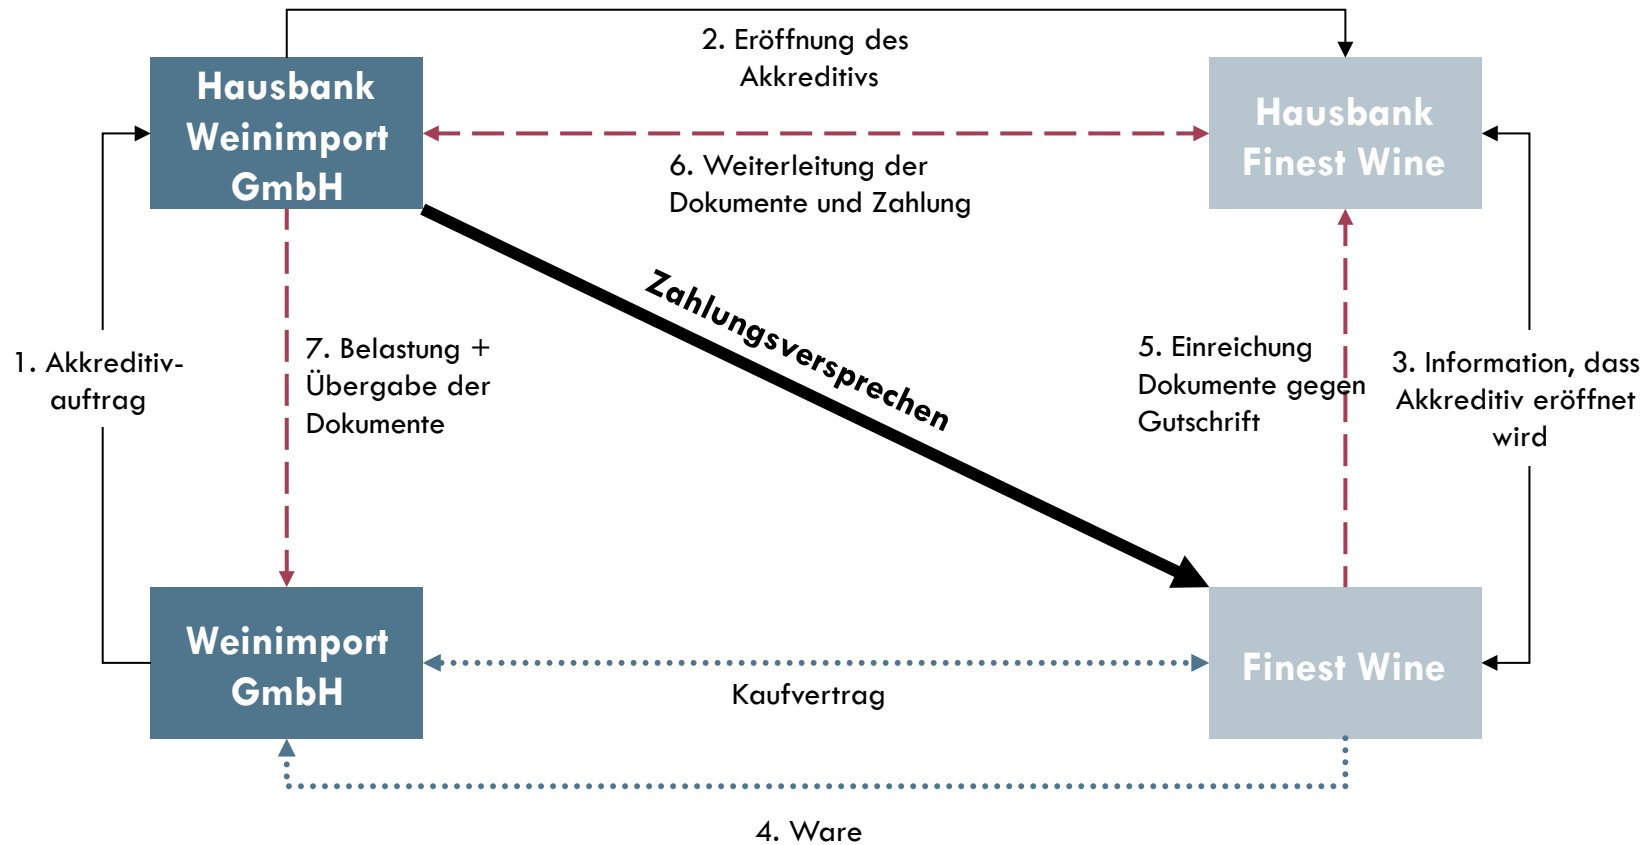 2. Eröffnung des
Akkreditivs
Hausbank
Weinimport
GmbH
Hausbank
Finest Wine
6. Weiterleitung der
Dokumente und Zahlung
Zahlungsversprechen
1. Akkreditiv-
auftrag
7. Belastung +
Übergabe der
Dokumente
5. Einreichung
Dokumente gegen
Gutschrift
3. Information, dass
Akkreditiv eröffnet
wird
Weinimport
GmbH
Kaufvertrag
Finest Wine
4. Ware